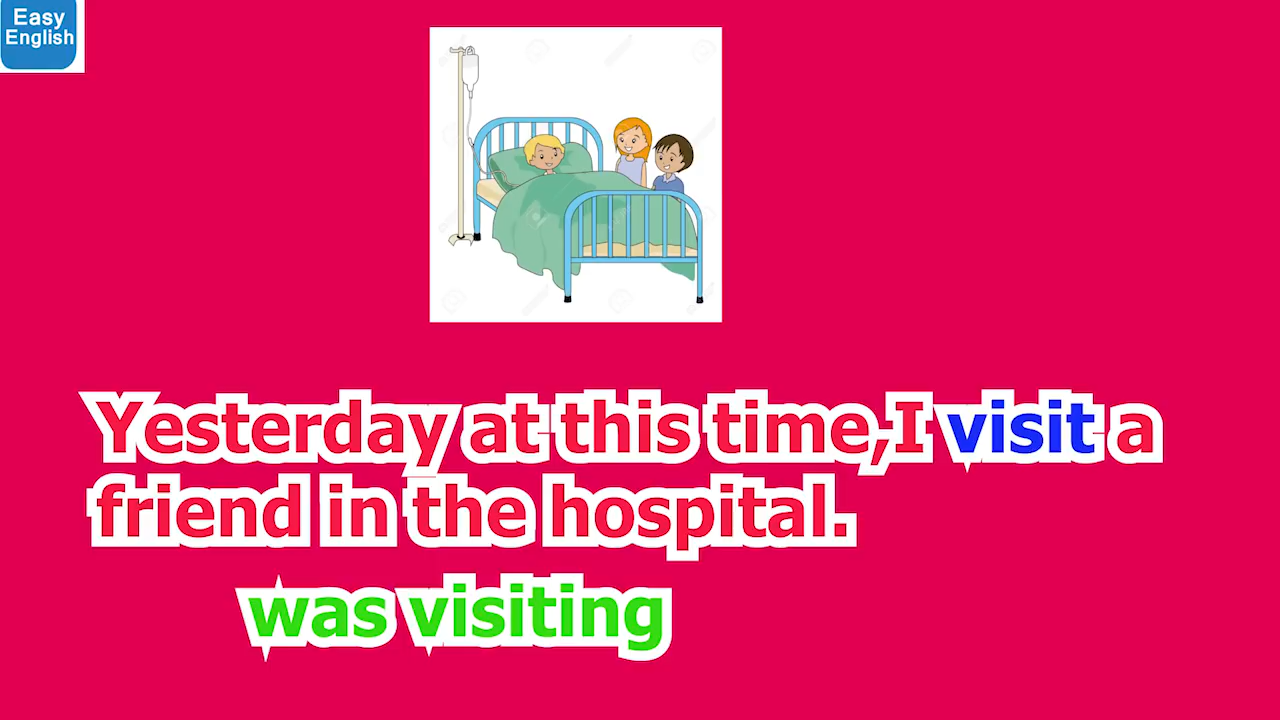 Easy
English
Yesterday at this time,I visit a
friend in the hospital.
was visiting